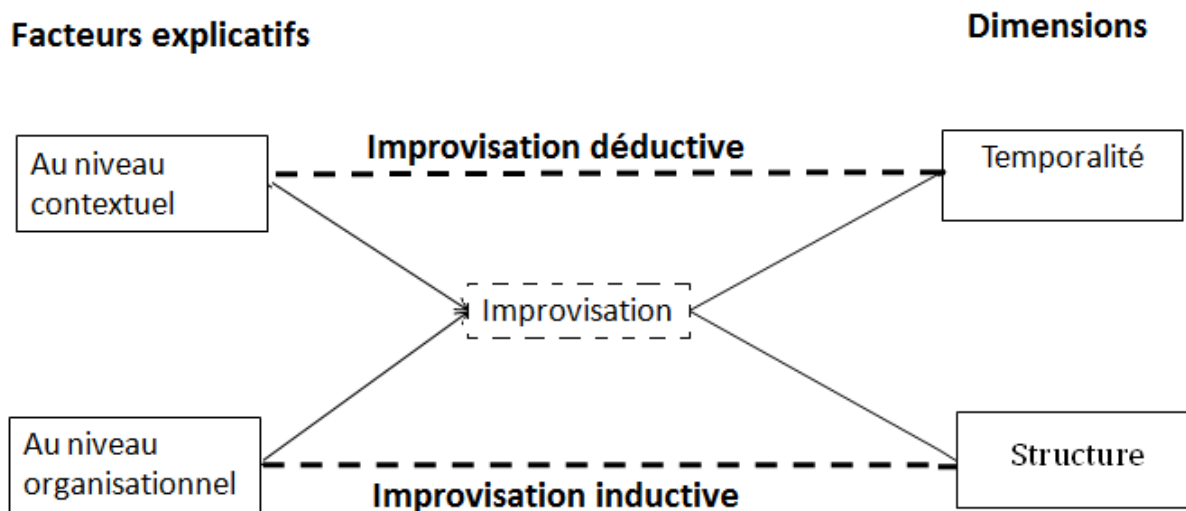 Facteurs explicatifs
Dimensions
Improvisation déductive
Au niveau
contextuel
Temporalité
Improvisation
Au niveau
organisationnel
Structure
Improvisation inductive